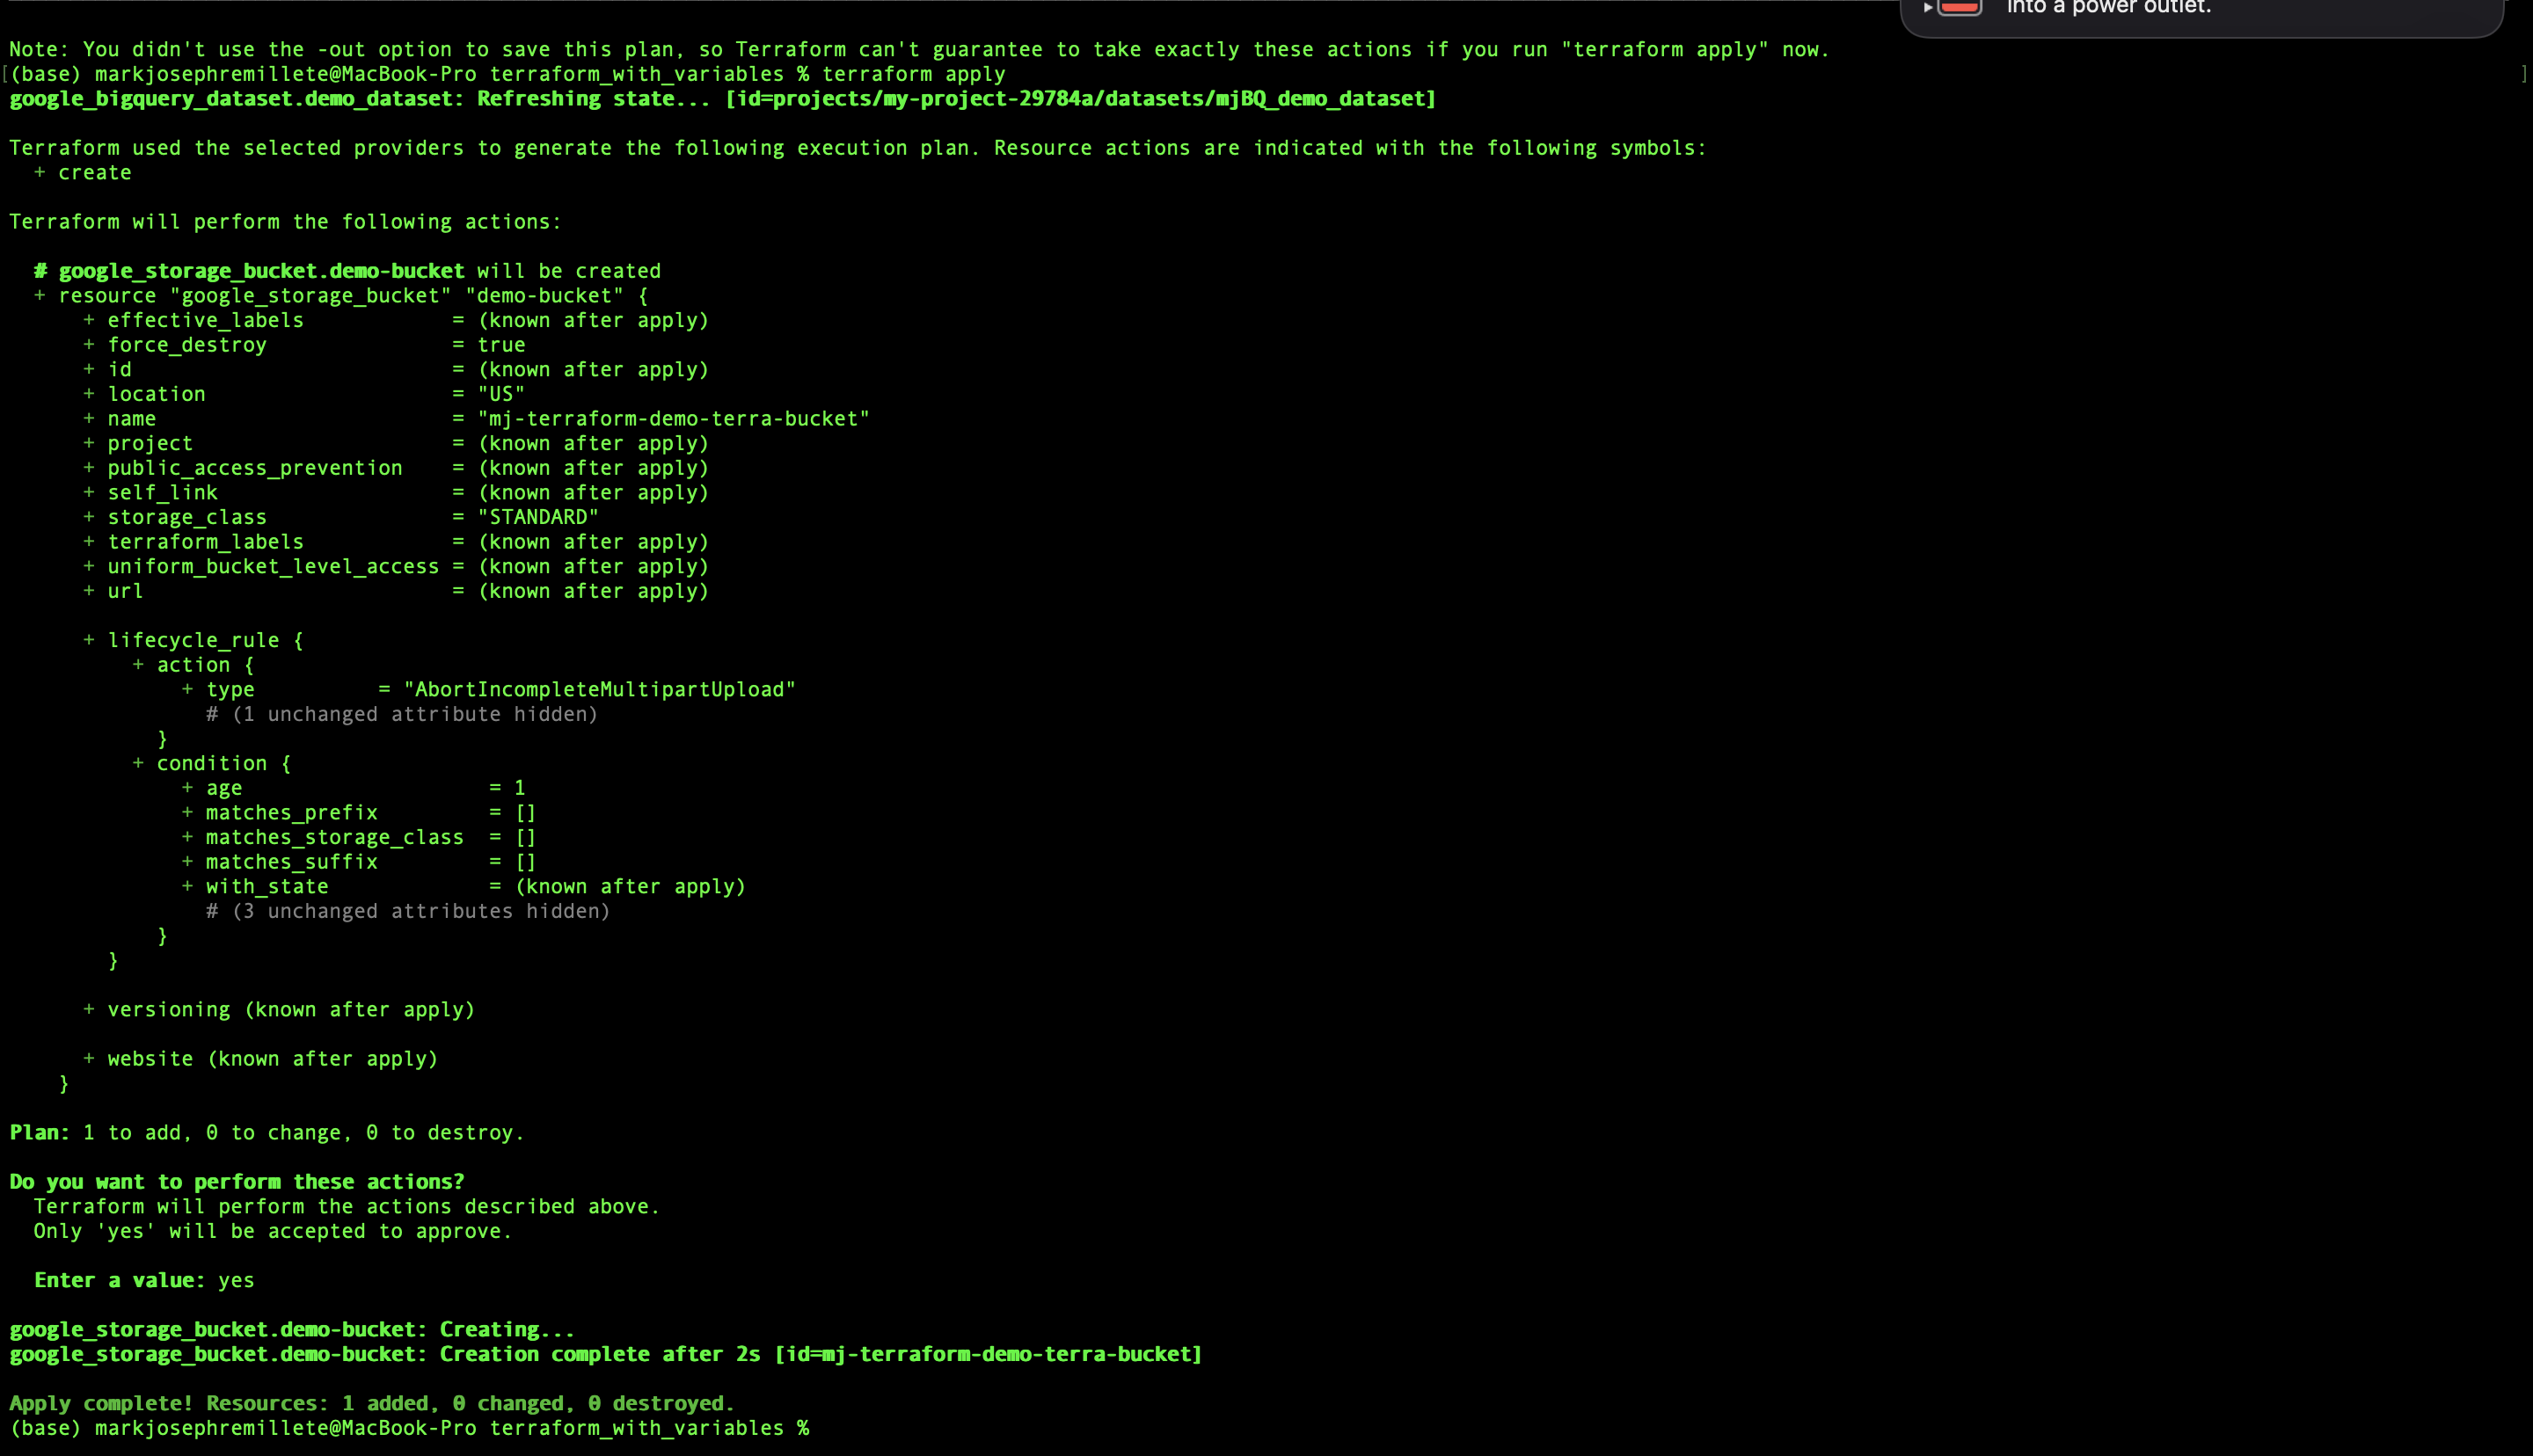 into a power outlet.
Note: You didn't use the -out option to save this plan, so Terraform can't guarantee to take exactly these actions if you run "terraform apply" now.
[(base) markjosephremillete@MacBook-Pro terraform_with_variables % terraform apply ]
google_bigquery_dataset.demo_dataset: Refreshing state... [id=projects/my-project-29784a/datasets/mjBQ_demo_dataset]
Terraform used the selected providers to generate the following execution plan. Resource actions are indicated with the following symbols:
+ create
Terraform will perform the following actions:
# google_storage_bucket.demo-bucket will be created
+ resource "google_storage_bucket" "demo-bucket" {
+ effective_labels = (known after apply)
+ force_destroy = true
+ id = (known after apply)
+ location = "US"
+ name = "mj-terraform-demo-terra-bucket"
+ project = (known after apply)
+ public_access_prevention = (known after apply)
+ self_link = (known after apply)
+ storage_class = "STANDARD"
+ terraform_labels = (known after apply)
+ uniform_bucket_level_access = (known after apply)
+ url = (known after apply)
+ lifecycle_rule {
+ action {
+ type = "AbortIncompleteMultipartUpload"
# (1 unchanged attribute hidden)
}
+ condition {
+ age = 1
+ matches_prefix = []
+ matches_storage_class = []
+ matches_suffix = []
+ with_state = (known after apply)
# (3 unchanged attributes hidden)
}
}
+ versioning (known after apply)
+ website (known after apply)
}
Plan: 1 to add, 0 to change, 0 to destroy.
Do you want to perform these actions?
Terraform will perform the actions described above.
Only 'yes' will be accepted to approve.
Enter a value: yes
google_storage_bucket.demo-bucket: Creating...
google_storage_bucket.demo-bucket: Creation complete after 2s [id=mj-terraform-demo-terra-bucket]
Apply complete! Resources: 1 added, 0 changed, 0 destroyed.
(base) markjosephremillete@MacBook-Pro terraform_with_variables %